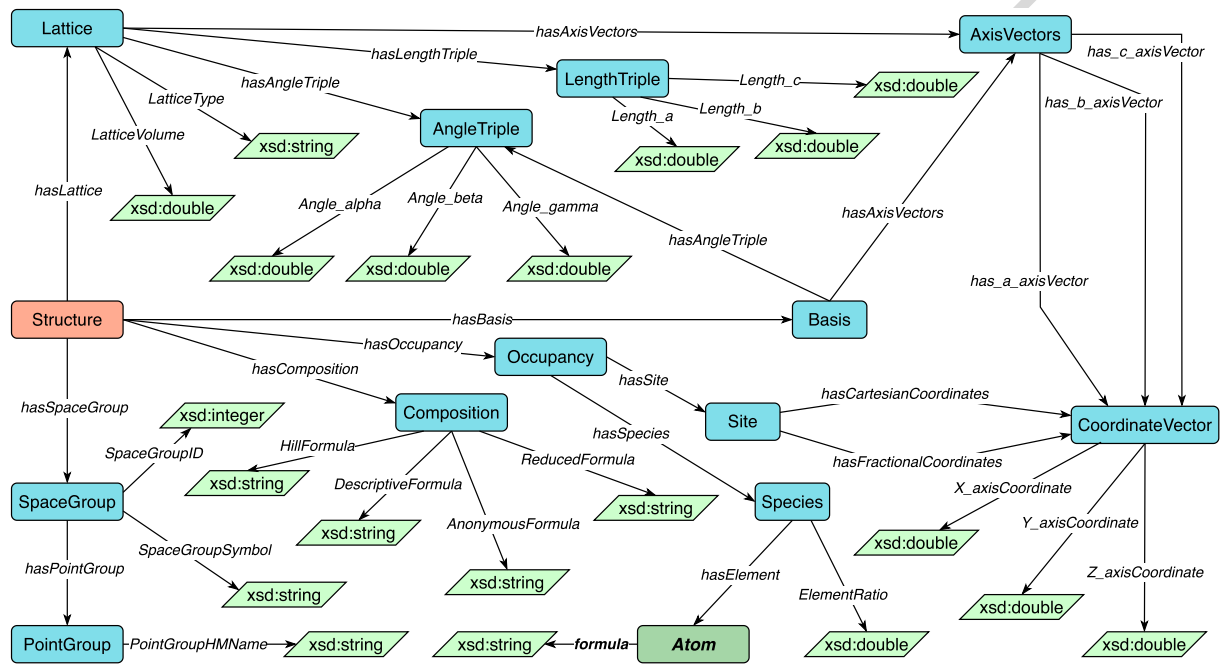 Lattice
hasAxisVectors
AxisVectors
has_c_axisVector
hasLengthTriple
LengthTriple
Length_c
xsd:double
hasAngleTriple
has_b_axisVector
LatticeType
Length_b
Length_a
AngleTriple
LatticeVolume
xsd:string
xsd:double
xsd:double
hasLattice
xsd:double
Angle_alpha
Angle_beta
Angle_gamma
hasAxisVectors
hasAngleTriple
xsd:double
xsd:double
xsd:double
has_a_axisVector
Structure
hasBasis
Basis
hasOccupancy
Occupancy
hasComposition
hasSite
hasCartesianCoordinates
hasSpaceGroup
xsd:integer
Composition
Site
CoordinateVector
hasSpecies
HillFormula
SpaceGroupID
ReducedFormula
hasFractionalCoordinates
xsd:string
DescriptiveFormula
X_axisCoordinate
SpaceGroup
Species
xsd:string
AnonymousFormula
Y_axisCoordinate
xsd:string
xsd:double
SpaceGroupSymbol
hasPointGroup
hasElement
Z_axisCoordinate
xsd:string
xsd:string
ElementRatio
xsd:double
PointGroup
PointGroupHMName
xsd:string
xsd:string
formula
Atom
xsd:double
xsd:double